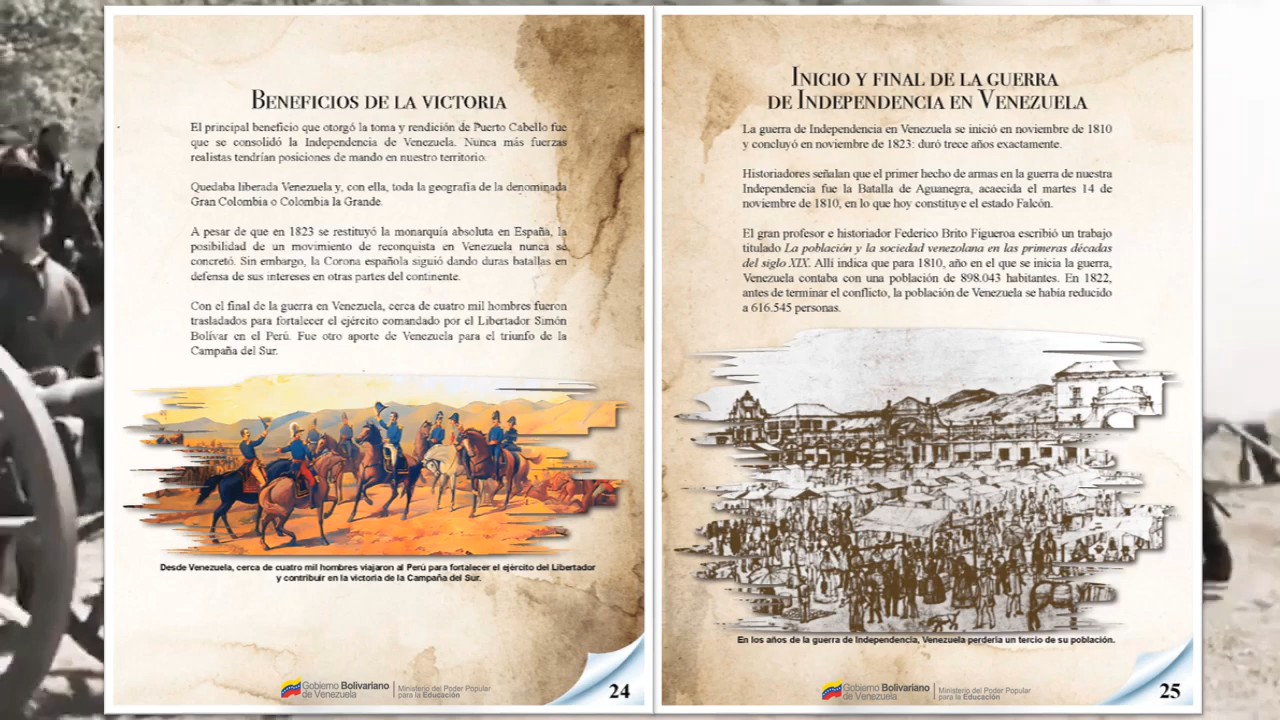 BENEFICIOS DE LA VICTORIA
El principal beneficio que otorgó la toma y rendición de Puerto Cabello fue
que se consolidó la Independencia de Venezuela. Nunca más fuerzas
realistas tendrían posiciones de mando en nuestro territorio.
Quedaba liberada Venezuela y, con ella, toda la geografía de la denominada
Gran Colombia o Colombia la Grande.
A pesar de que en 1823 se restituyó la monarquía absoluta en España, la
posibilidad de un movimiento de reconquista en Venezuela nunca se
concretó. Sin embargo, la Corona española siguió dando duras batallas en
defensa de sus intereses en otras partes del continente.
Con el final de la guerra en Venezuela, cerca de cuatro mil hombres fueron
trasladados para fortalecer el ejército comandado por el Libertador Simón
Bolívar en el Perú. Fue otro aporte de Venezuela para el triunfo de la
Campaña del Sur.
Desde Venezuela, cerca de cuatro mil hombres viajaron al Perú para fortalecer el ejército del Libertador
y contribuir en la victoria de la Campaña del Sur.
Gobierno Bolivariano
de Venezuela
Ministerio del Poder Popular
para la Educación
24
INICIO Y FINAL DE LA GUERRA
DE INDEPENDENCIA EN VENEZUELA
La guerra de Independencia en Venezuela se inició en noviembre de 1810
y concluyó en noviembre de 1823: duró trece años exactamente.
Historiadores señalan que el primer hecho de armas en la guerra de nuestra
Independencia fue la Batalla de Aguanegra, acaecida el martes 14 de
noviembre de 1810, en lo que hoy constituye el estado Falcón.
El gran profesor e historiador Federico Brito Figueroa escribió un trabajo
titulado La población y la sociedad venezolana en las primeras décadas
del siglo XIX. Allí indica que para 1810, año en el que se inicia la guerra,
Venezuela contaba con una población de 898.043 habitantes. En 1822,
antes de terminar el conflicto, la población de Venezuela se había reducido
a 616.545 personas.
En los años de la guerra de Independencia, Venezuela perdería un tercio de su población.
Gobierno Bolivariano
de Venezuela
Ministerio del Poder Popular
para la Educación
25